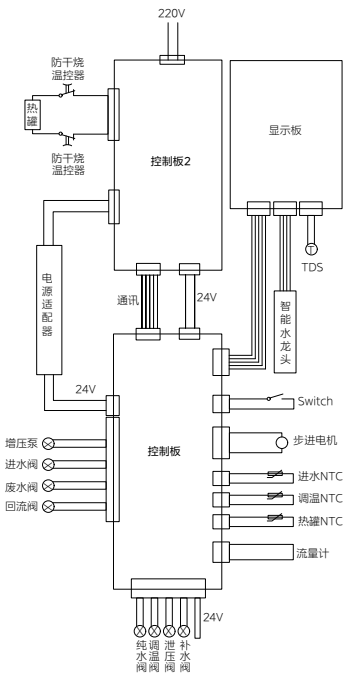 220V
防干烧
温控器
热罐
防干烧
温控器
控制板2
显示板
TDS
电源适配器
通讯
24V
智能水龙头
24V
Switch
增压泵
进水阀
废水阀
回流阀
控制板
步进电机
进水NTC
调温NTC
热罐NTC
流量计
24V
纯水阀
调温阀
泄压阀
补水阀